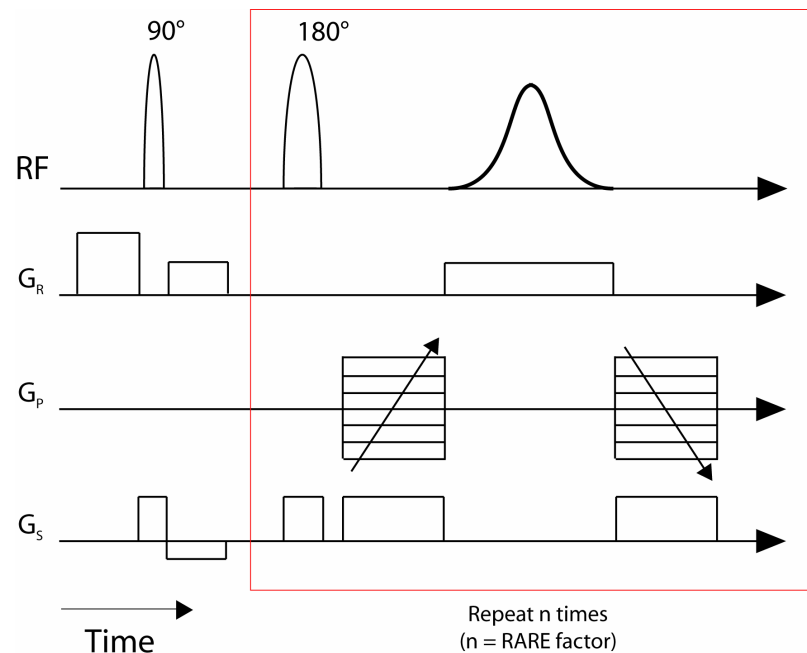 90°
180°
RF
GR
GP
GS
Time
Repeat n times
(n = RARE factor)